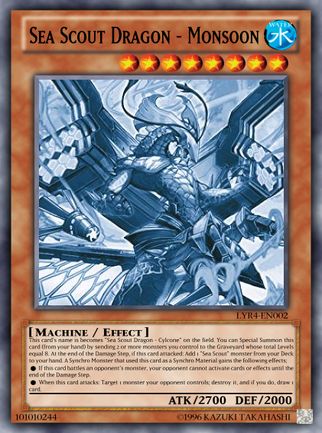 SEA SCOUT DRAGON - MONSOON
WATER
水
LYR4-EN002
[ MACHINE / EFFECT ]
This card's name is becomes "Sea Scout Dragon - Cylcone" on the field. You can Special Summon this
card (from your hand) by sending 2 or more monsters you control to the Graveyard whose total Levels
equal 8. At the end of the Damage Step, if this card attacked: Add 1 "Sea Scout" monster from your Deck
to your hand. A Synchro Monster that used this card as a Synchro Material gains the following effects:
● If this card battles an opponent's monster, your opponent cannot activate cards or effects until the
end of the Damage Step.
● When this card attacks: Target 1 monster your opponent controls; destroy it, and if you do, draw 1
card.
ATK/2700 DEF/2000
101010244
©1996 KAZUKI TAKAHASHI